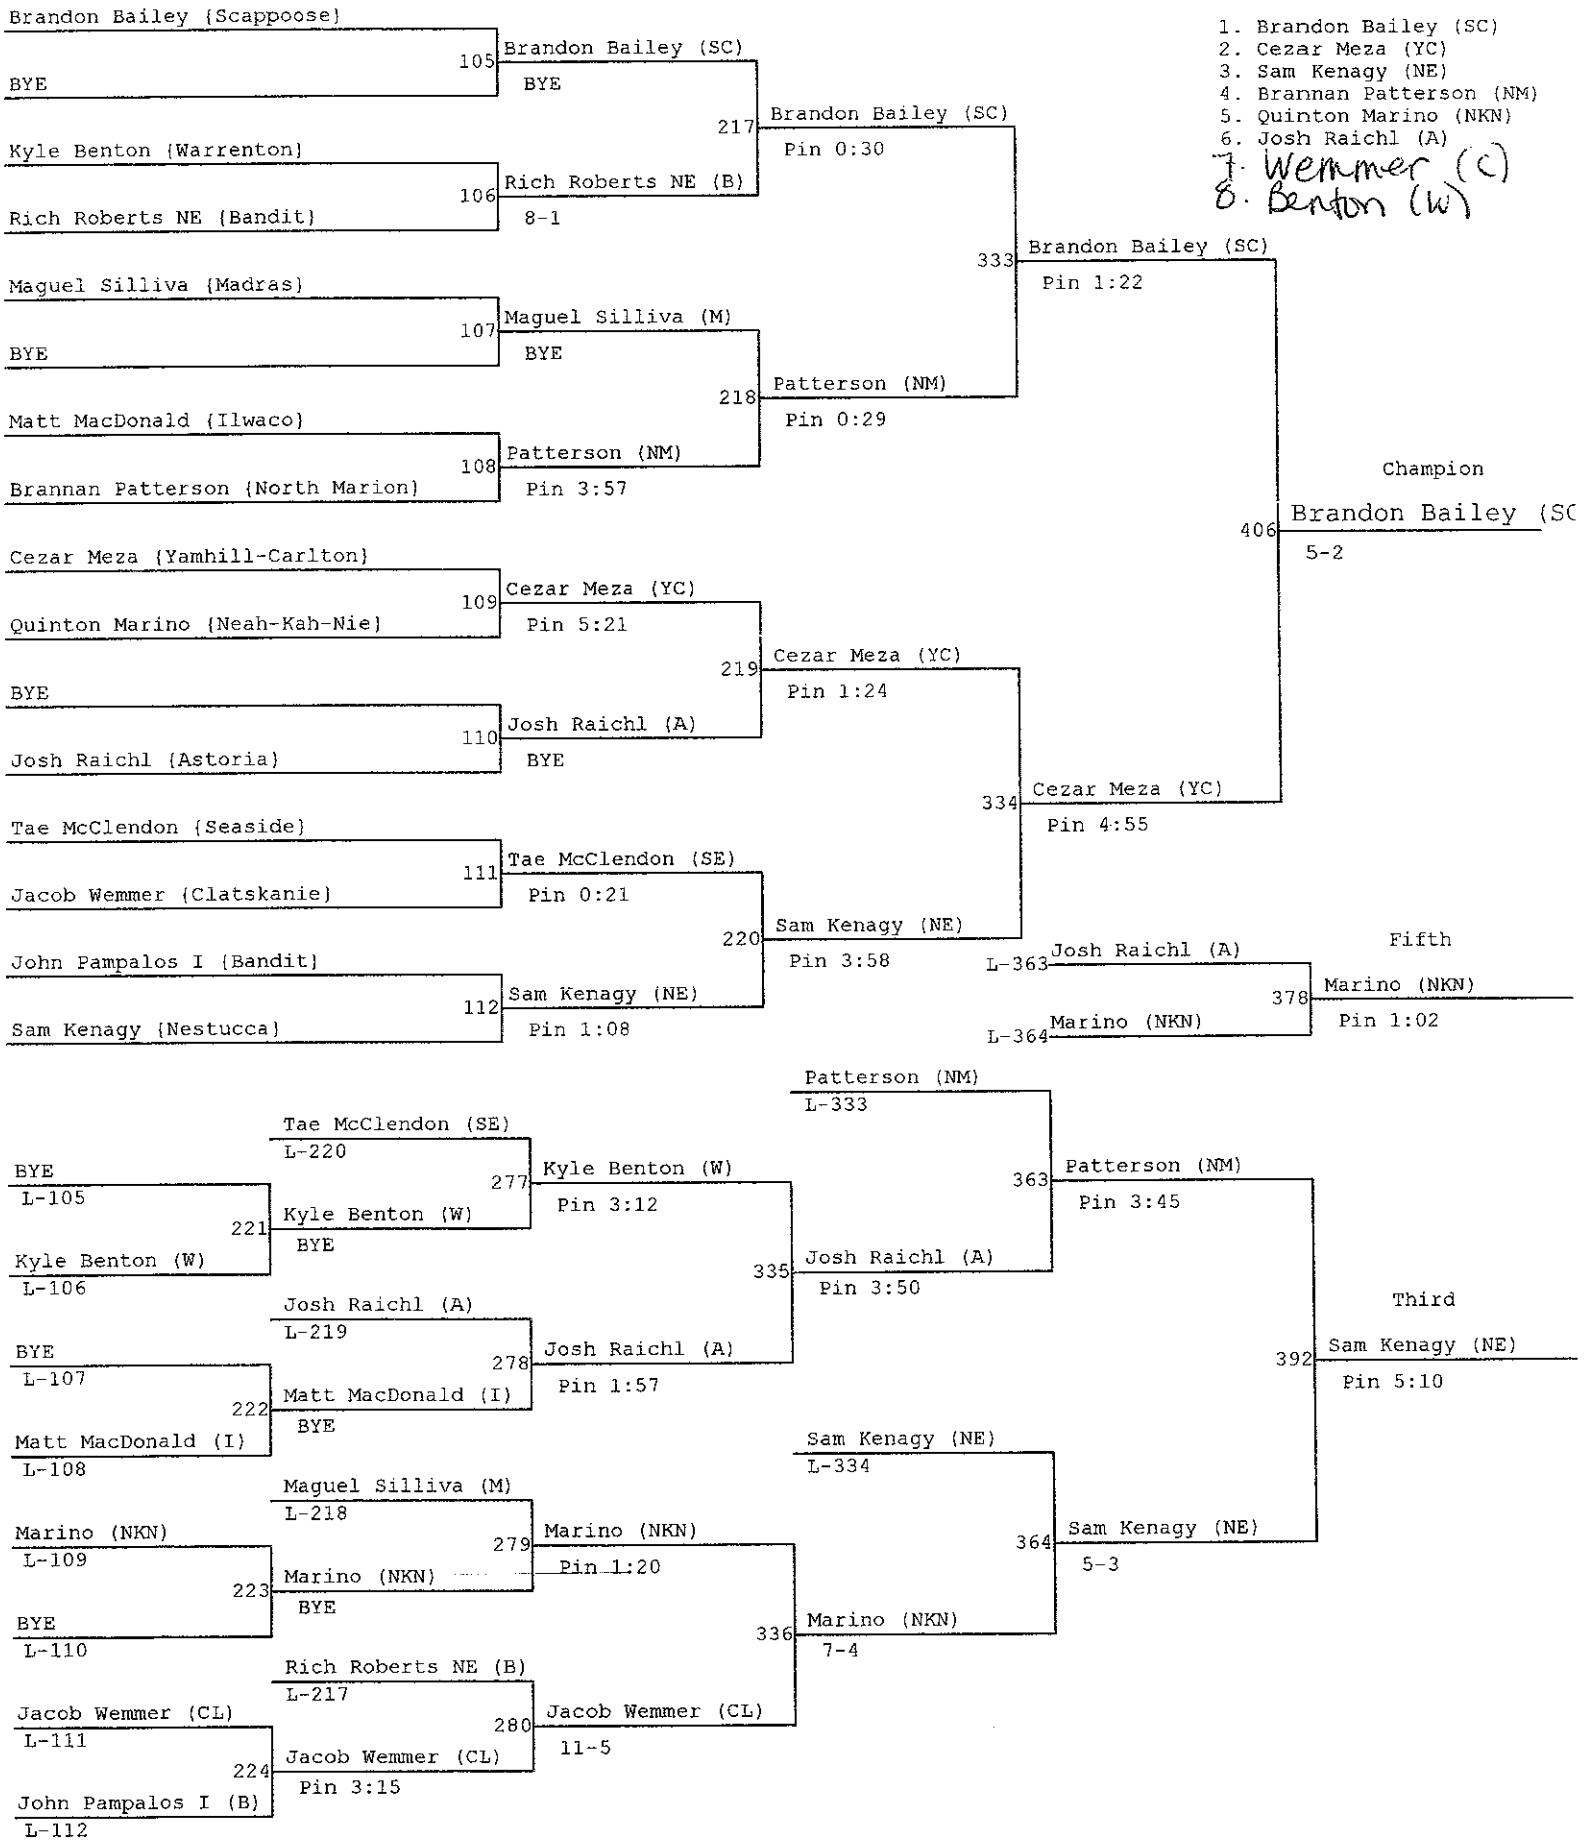 Brandon Bailey {Scappoose}
105
Brandon Bailey (SC)
BYE
BYE
217
Brandon Bailey (SC)
Pin 0:30
Kyle Benton {Warrenton}
106
Rich Roberts NE (B)
Rich Roberts NE {Bandit}
8-1
333
Brandon Bailey (SC)
Pin 1:22
Maguel Silliva {Madras}
107
Maguel Silliva (M)
BYE
BYE
218
Patterson (NM)
Pin 0:29
Matt MacDonald {Ilwaco}
108
Patterson (NM)
Brannan Patterson {North Marion}
Pin 3:57
1. Brandon Bailey (SC)
2. Cezar Meza (YC)
3. Sam Kenagy (NE)
4. Brannan Patterson (NM)
5. Quinton Marino (NKN)
6. Josh Raichl (A)
7. Wemmer (C)
8. Benton (W)
Champion
406
Brandon Bailey (SC
5-2
Cezar Meza {Yamhill-Carlton}
109
Cezar Meza (YC)
Quinton Marino {Neah-Kah-Nie}
Pin 5:21
219
Cezar Meza (YC)
Pin 1:24
BYE
110
Josh Raichl (A)
Josh Raichl {Astoria}
BYE
334
Cezar Meza (YC)
Pin 4:55
Tae McClendon {Seaside}
111
Tae McClendon (SE)
Jacob Wemmer {Clatskanie}
Pin 0:21
220
Sam Kenagy (NE)
Pin 3:58
John Pampalos I {Bandit}
112
Sam Kenagy (NE)
Sam Kenagy {Nestucca}
Pin 1:08
Fifth
L-363
Josh Raichl (A)
378
Marino (NKN)
Pin 1:02
L-364
Marino (NKN)
Patterson (NM)
L-333
Tae McClendon (SE)
L-220
BYE
L-105
277
Kyle Benton (W)
Pin 3:12
363
Patterson (NM)
Pin 3:45
221
Kyle Benton (W)
BYE
Kyle Benton (W)
L-106
335
Josh Raichl (A)
Pin 3:50
Josh Raichl (A)
L-219
BYE
L-107
278
Josh Raichl (A)
Pin 1:57
Third
392
Sam Kenagy (NE)
Pin 5:10
222
Matt MacDonald (I)
BYE
Matt MacDonald (I)
L-108
Sam Kenagy (NE)
L-334
Maguel Silliva (M)
L-218
Marino (NKN)
L-109
279
Marino (NKN)
Pin 1:20
364
Sam Kenagy (NE)
5-3
223
Marino (NKN)
BYE
BYE
L-110
336
Marino (NKN)
7-4
Rich Roberts NE (B)
L-217
Jacob Wemmer (CL)
L-111
280
Jacob Wemmer (CL)
11-5
224
Jacob Wemmer (CL)
Pin 3:15
John Pampalos I (B)
L-112